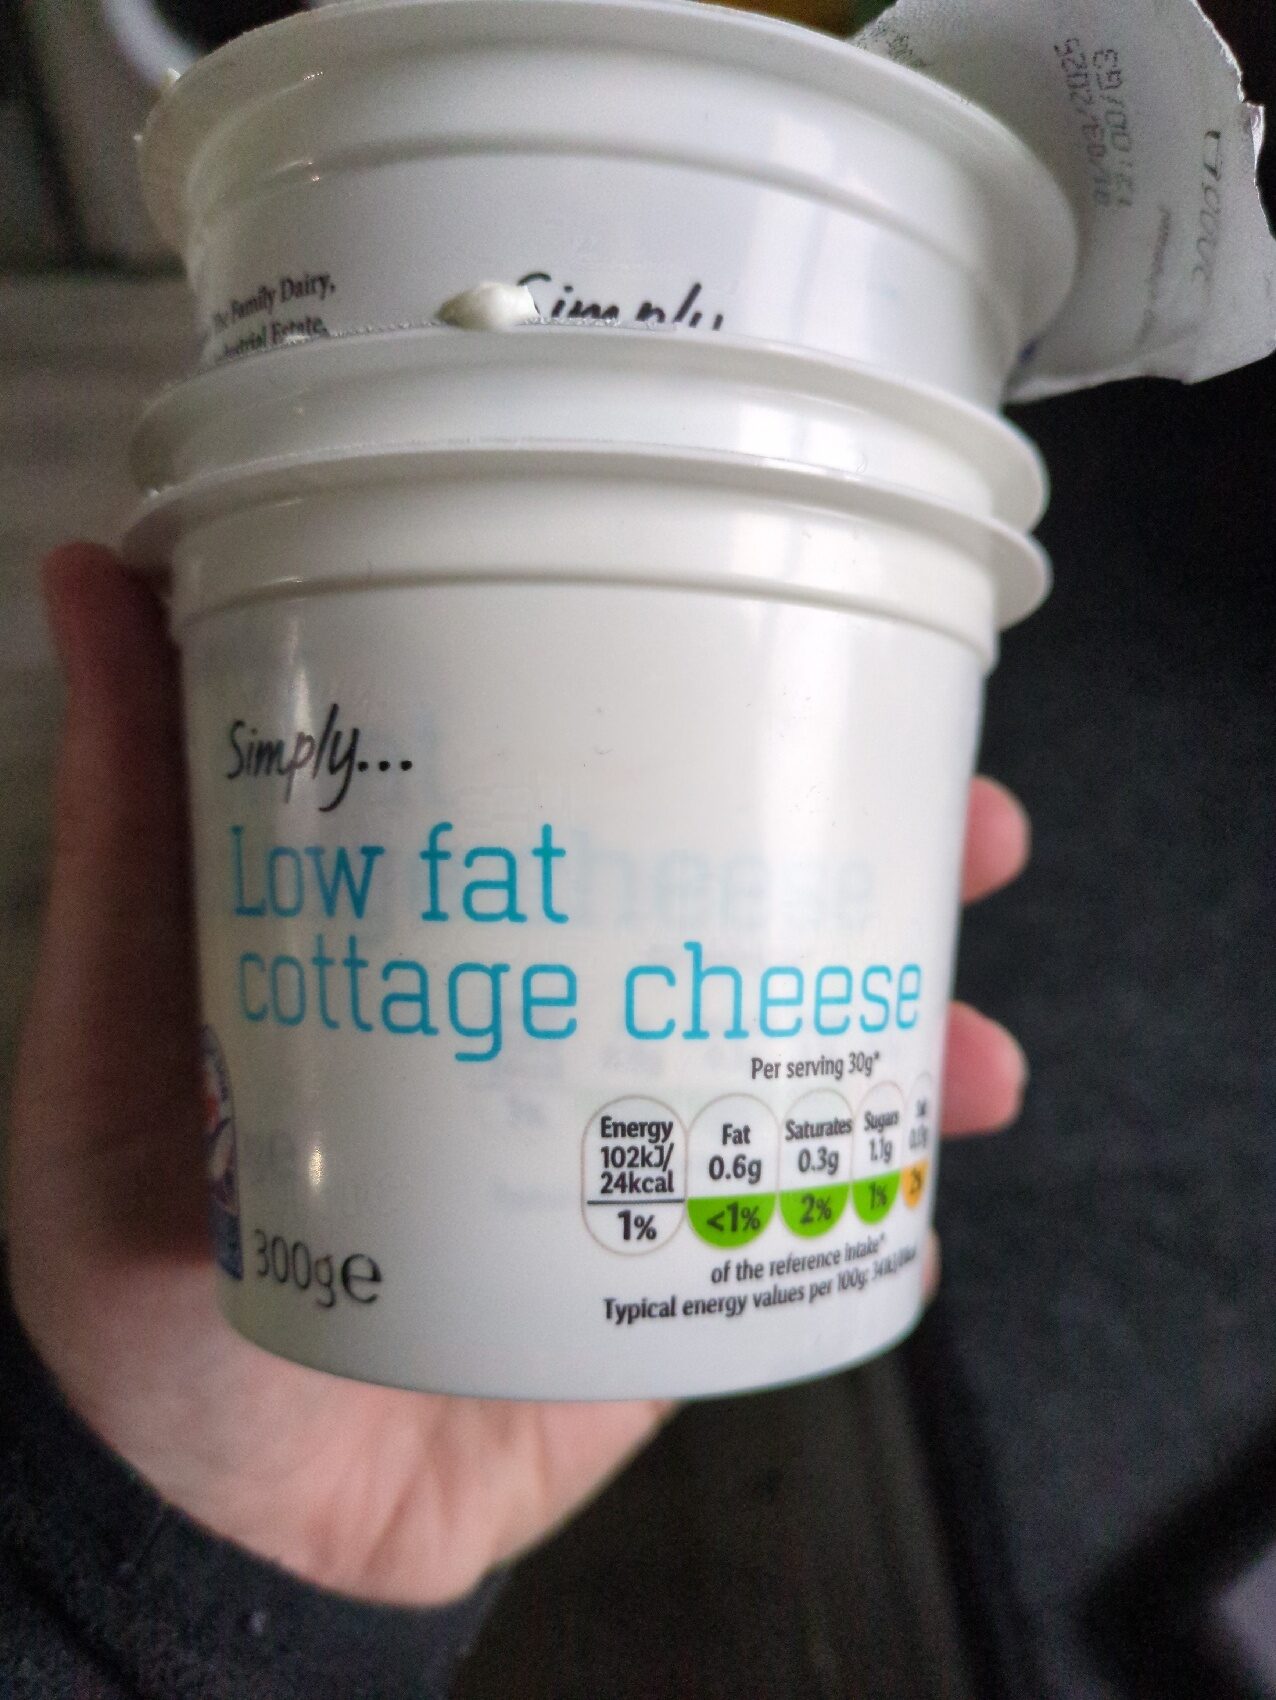 Family Dairy,
Estate,
Simply
Simply...
Low fat
cottage cheese
Per serving 30g*
Energy
102kJ/
24kcal
1%
Fat
0.6g
<1%
Saturates
0.3g
2%
Sugars
1.1g
1%
of the reference intake*
Typical energy values per 100g:
300g℮